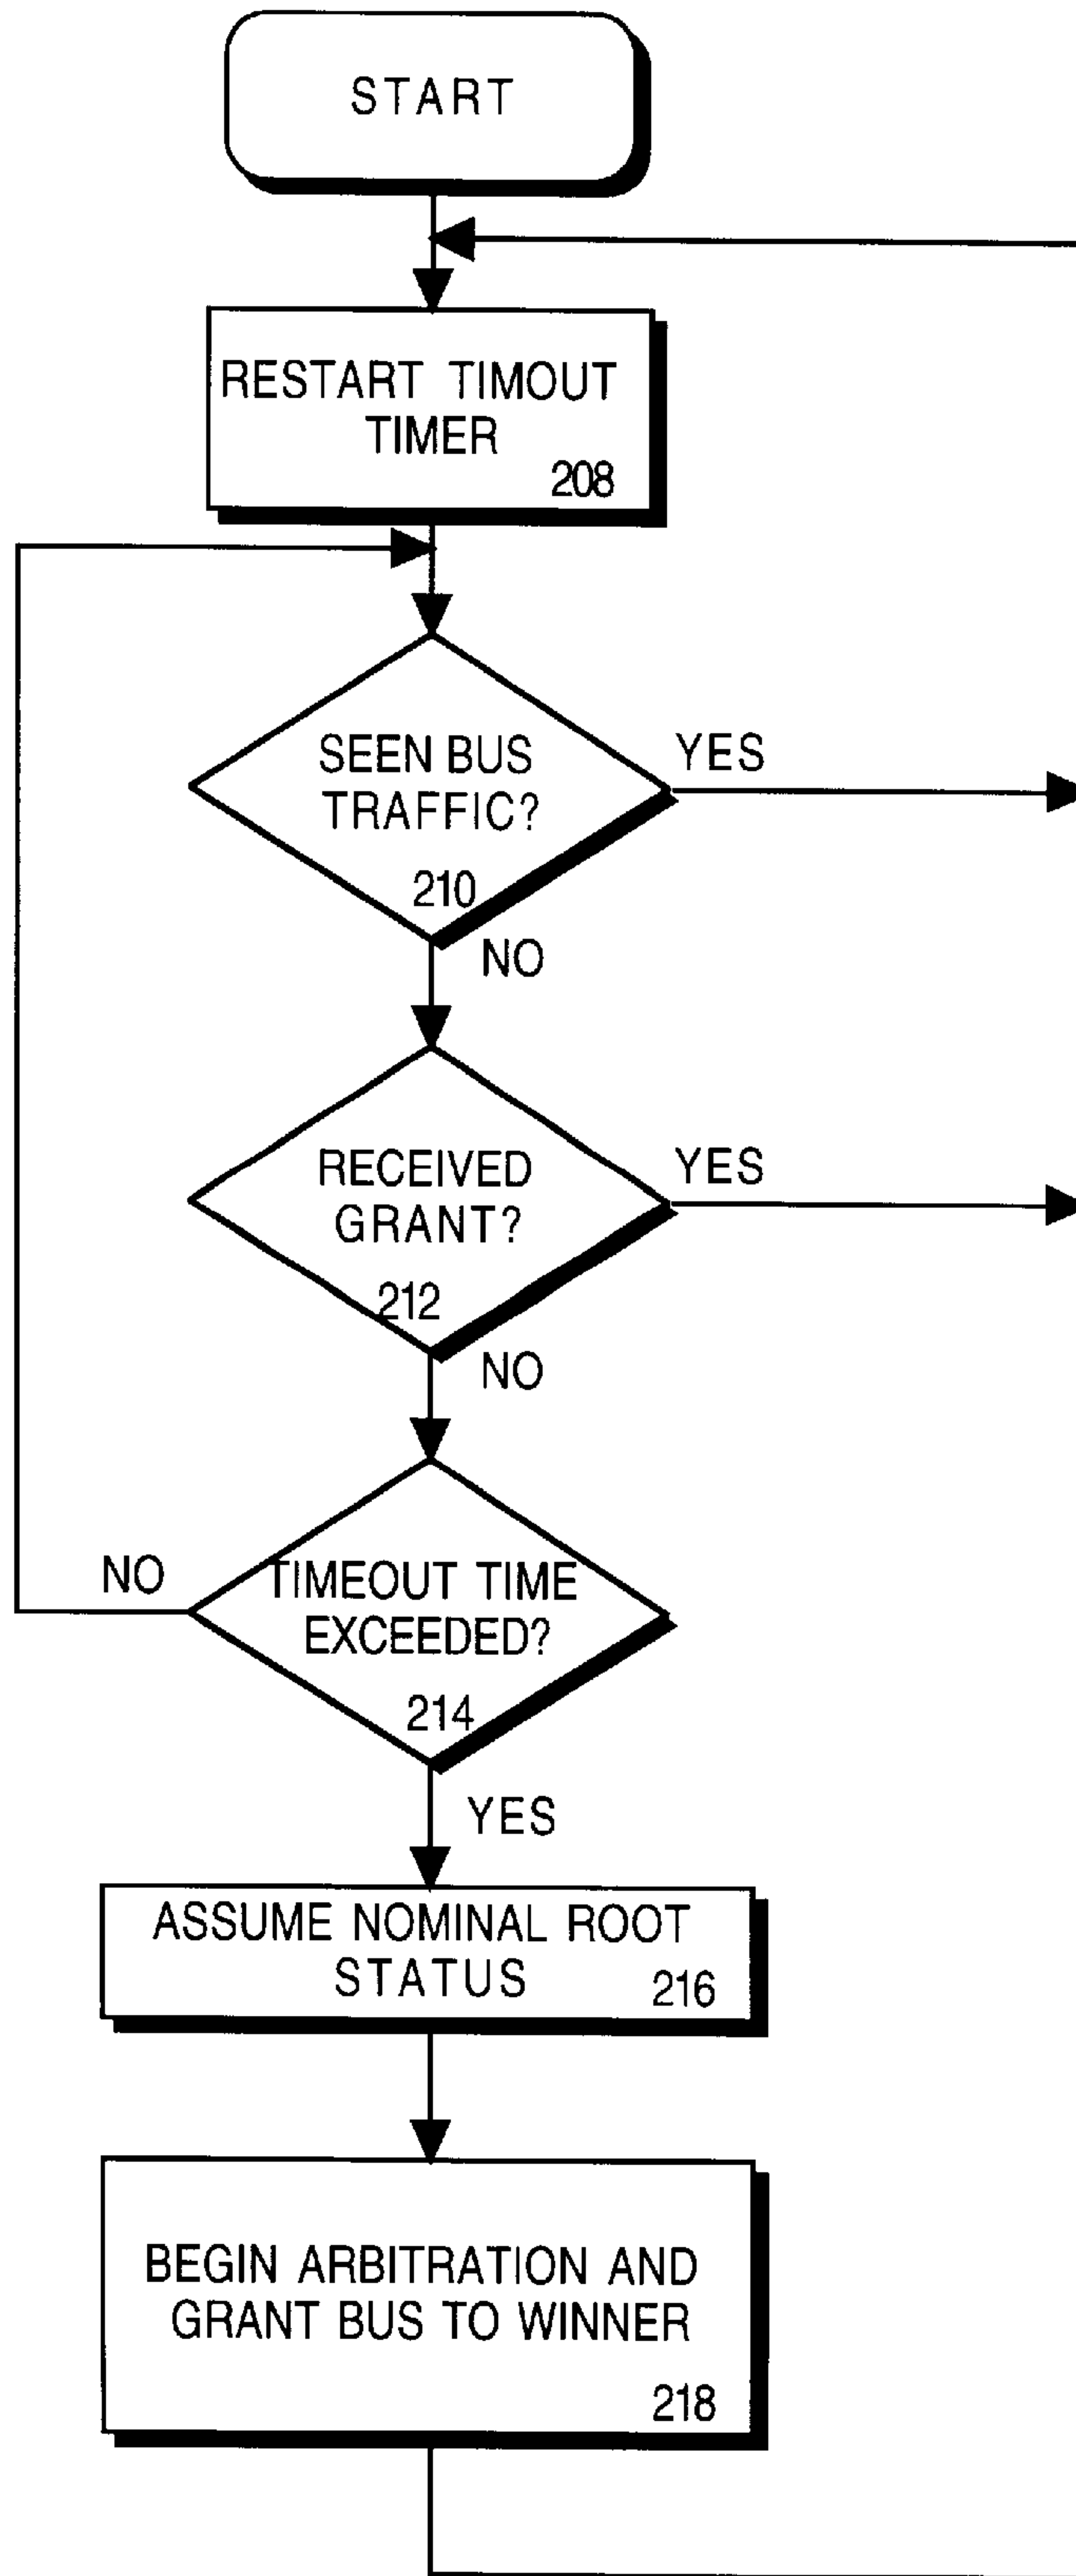 START
RESTART TIMOUT
TIMER
208
SEEN BUS
TRAFFIC?
210
YES
NO
RECEIVED
GRANT?
212
YES
NO
TIMEOUT TIME
EXCEEDED?
214
NO
YES
ASSUME NOMINAL ROOT
STATUS 216
BEGIN ARBITRATION AND
GRANT BUS TO WINNER
218